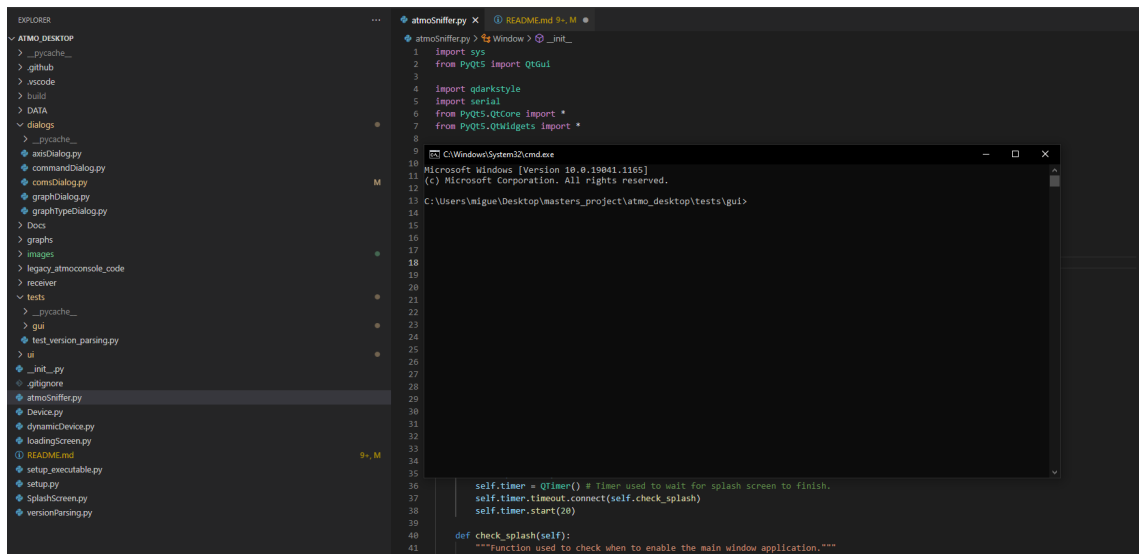 EXPLORER
ATMO_DESKTOP
__pycache__
.github
.vscode
build
DATA
dialogs
__pycache__
axisDialog.py
commandDialog.py
comsDialog.py M
graphDialog.py
graphTypeDialog.py
Docs
graphs
images
legacy_atmoconsole_code
receiver
tests
__pycache__
gui
test_version_parsing.py
ui
__init__.py
.gitignore
atmoSniffer.py
Device.py
dynamicDevice.py
loadingScreen.py
README.md 9+, M
setup_executable.py
setup.py
SplashScreen.py
versionParsing.py
atmoSniffer.py README.md 9+, M
atmoSniffer.py > Window > __init__
1 import sys
2 from PyQt5 import QtGui
3
4 import qdarkstyle
5 import serial
6 from PyQt5.QtCore import *
7 from PyQt5.QtWidgets import *
8
9
10
11
12
13
14
15
16
17
18
19
20
21
22
23
24
25
26
27
28
29
30
31
32
33
34
35
36 self.timer = QTimer() # Timer used to wait for splash screen to finish.
37 self.timer.timeout.connect(self.check_splash)
38 self.timer.start(20)
39
40 def check_splash(self):
41 """Function used to check when to enable the main window application."""
C:\Windows\System32\cmd.exe
Microsoft Windows [Version 10.0.19041.1165]
(c) Microsoft Corporation. All rights reserved.
C:\Users\migue\Desktop\masters_project\atmo_desktop\tests\gui>